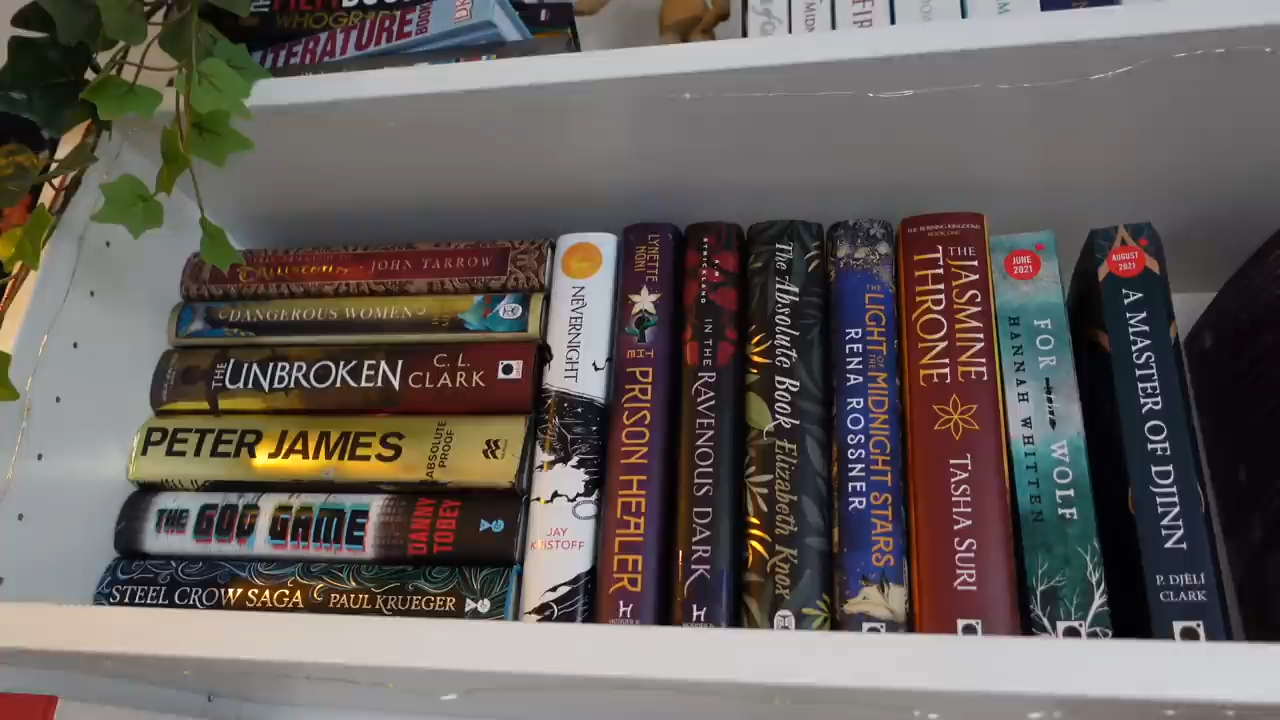 WHOGR
LITERATURE
BOOK
DK
JOHN TARROW
DANGEROUS WOMEN
THE UNBROKEN
C. L. CLARK
PETER JAMES
ABSOLUTE PROOF
THE GOD GAME
DANNY TOBEY
STEEL CROW SAGA
PAUL KRUEGER
NEVERNIGHT
JAY KRISTOFF
LYNETTE NONI
THE PRISON HEALER
IN THE RAVENOUS DARK
The Absolute Book
Elizabeth Knox
THE LIGHT OF THE MIDNIGHT STARS
RENA ROSSNER
THE BURNING KINGDOMS
BOOK ONE
THE JASMINE THRONE
TASHA SURI
JUNE 2021
FOR THE WOLF
HANNAH WHITTEN
AUGUST 2021
A MASTER OF DJINN
P. DJÈLÍ CLARK